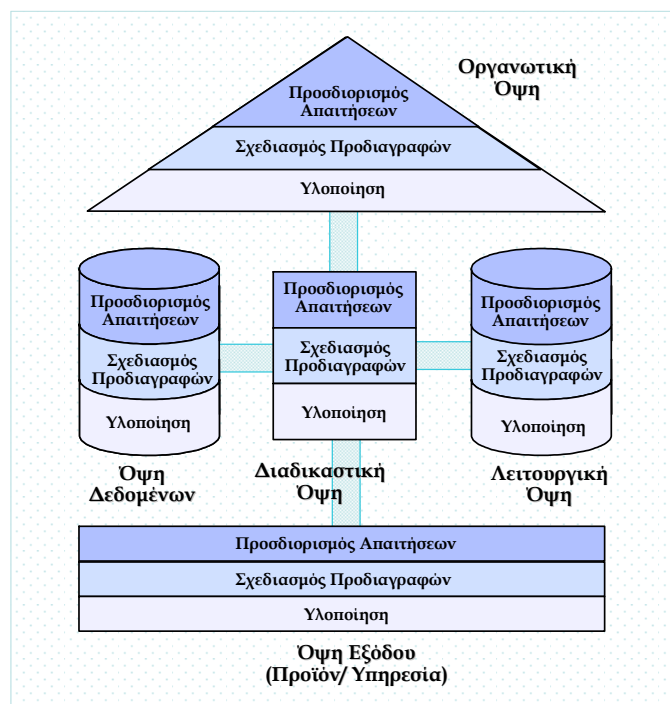 Οργανωτική
Όψη
Προσδιορισμός
Απαιτήσεων
Σχεδιασμός Προδιαγραφών
Υλοποίηση
Προσδιορισμός
Απαιτήσεων
Σχεδιασμός
Προδιαγραφών
Υλοποίηση
Όψη
Δεδομένων
Προσδιορισμός
Απαιτήσεων
Σχεδιασμός
Προδιαγραφών
Υλοποίηση
Διαδικαστική
Όψη
Προσδιορισμός
Απαιτήσεων
Σχεδιασμός
Προδιαγραφών
Υλοποίηση
Λειτουργική
Όψη
Προσδιορισμός Απαιτήσεων
Σχεδιασμός Προδιαγραφών
Υλοποίηση
Όψη Εξόδου
(Προϊόν/ Υπηρεσία)